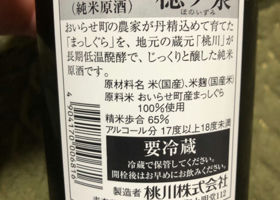 (純米原酒)
ほのいずみ
おいらせ町の農家が丹精込めて育てた
「まっしぐら」を、地元の蔵元「桃川」が
長期低温醗酵で、じっくりと醸した純米
原酒です。
原材料名 米(国産)、米麹(国産米)
原料米 おいらせ町産まっしぐら
100%使用
精米歩合 65%
アルコール分 17度以上18度未満
要冷蔵
冷蔵で保管してください。
開栓後はお早めにお飲みください。
製造者 桃川株式会社